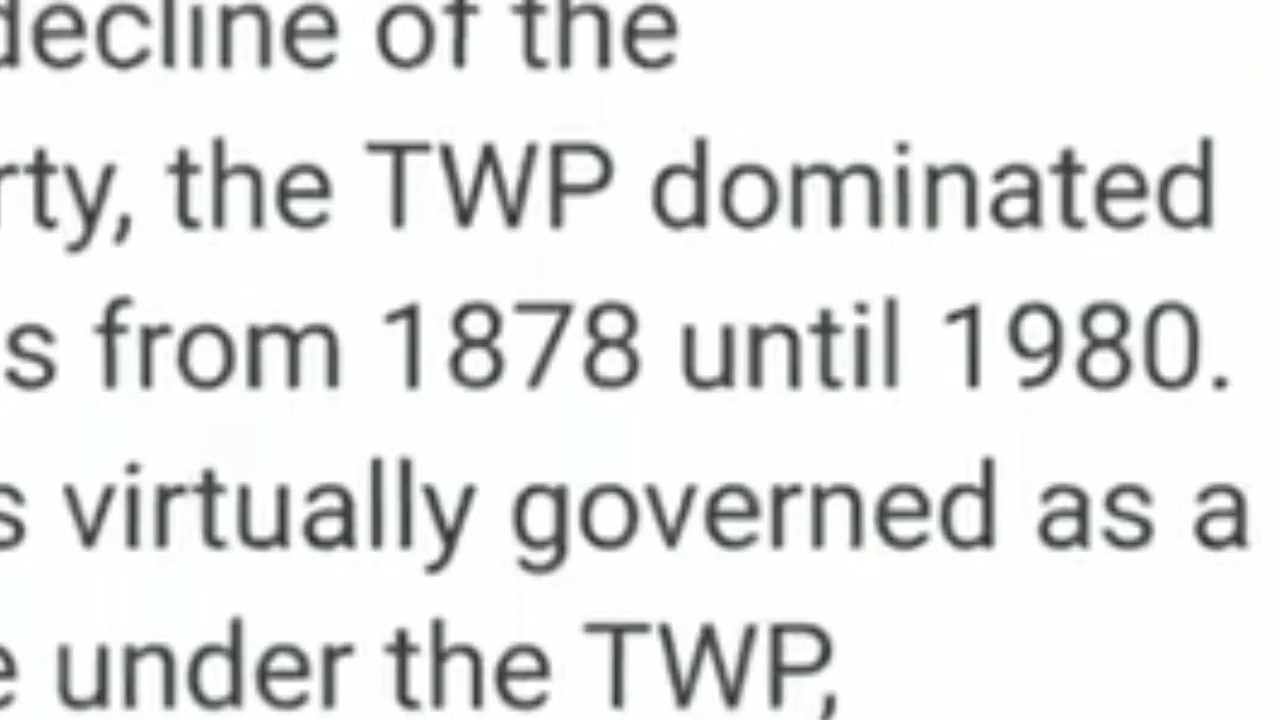 decline of the
rty, the TWP dominated
s from 1878 until 1980.
s virtually governed as a
e under the TWP,